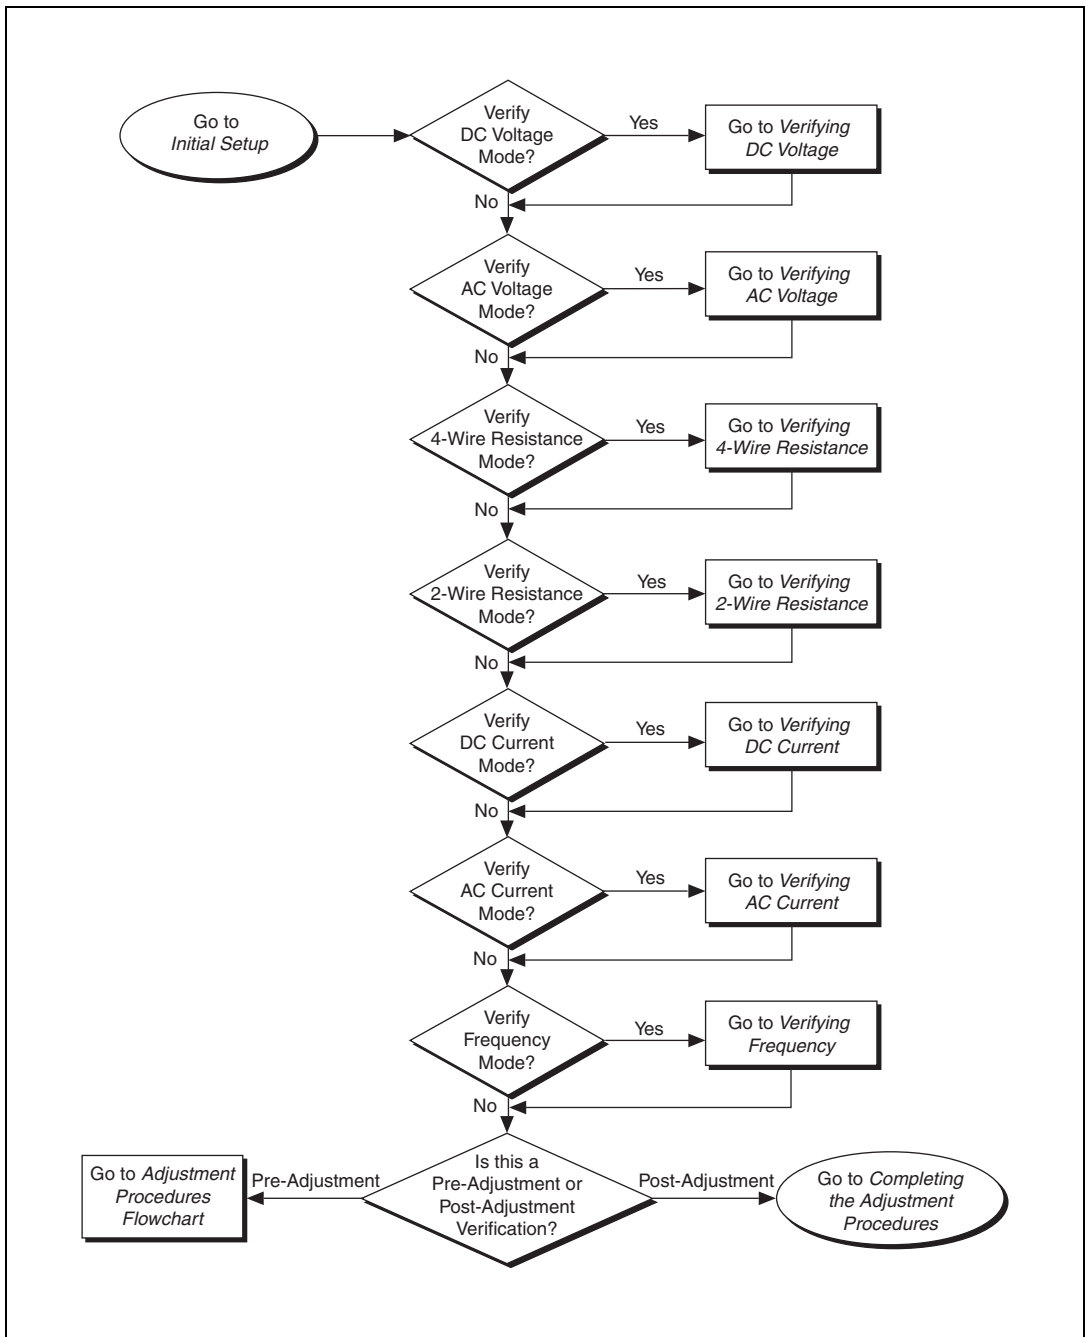 Go to
Initial Setup
Verify
DC Voltage
Mode?
Yes
Go to Verifying
DC Voltage
No
Verify
AC Voltage
Mode?
Yes
Go to Verifying
AC Voltage
No
Verify
4-Wire Resistance
Mode?
Yes
Go to Verifying
4-Wire Resistance
No
Verify
2-Wire Resistance
Mode?
Yes
Go to Verifying
2-Wire Resistance
No
Verify
DC Current
Mode?
Yes
Go to Verifying
DC Current
No
Verify
AC Current
Mode?
Yes
Go to Verifying
AC Current
No
Verify
Frequency
Mode?
Yes
Go to Verifying
Frequency
No
Go to Adjustment
Procedures
Flowchart
Pre-Adjustment
Is this a
Pre-Adjustment or
Post-Adjustment
Verification?
Post-Adjustment
Go to Completing
the Adjustment
Procedures